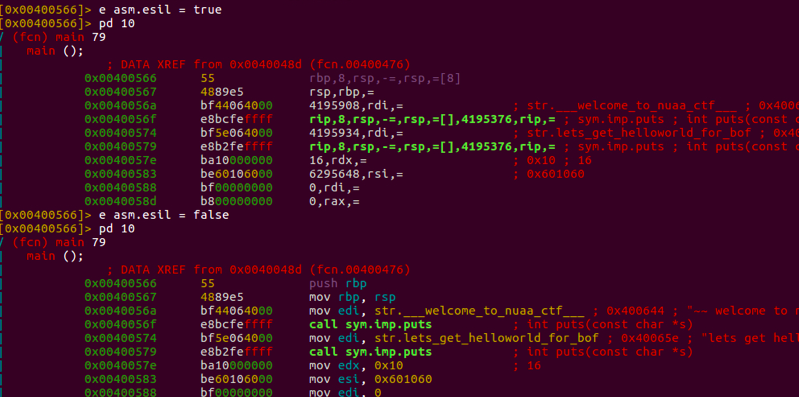 [0x00400566]> e asm.esil = true
[0x00400566]> pd 10
/ (fcn) main 79
| main ();
| ; DATA XREF from 0x0040048d (fcn.00400476)
| 0x00400566 55 rbp,8,rsp,-=,rsp,=[8]
| 0x00400567 4889e5 rsp,rbp,=
| 0x0040056a bf44064000 4195908,rdi,= ; str.___welcome_to_nuaa_ctf___ ; 0x4006
| 0x0040056f e8bcfeffff rip,8,rsp,-=,rsp,=[],4195376,rip,= ; sym.imp.puts ; int puts(const c
| 0x00400574 bf5e064000 4195934,rdi,= ; str.lets_get_helloworld_for_bof ; 0x40
| 0x00400579 e8b2feffff rip,8,rsp,-=,rsp,=[],4195376,rip,= ; sym.imp.puts ; int puts(const c
| 0x0040057e ba10000000 16,rdx,= ; 0x10 ; 16
| 0x00400583 be60106000 6295648,rsi,= ; 0x601060
| 0x00400588 bf00000000 0,rdi,=
| 0x0040058d b800000000 0,rax,=
[0x00400566]> e asm.esil = false
[0x00400566]> pd 10
/ (fcn) main 79
| main ();
| ; DATA XREF from 0x0040048d (fcn.00400476)
| 0x00400566 55 push rbp
| 0x00400567 4889e5 mov rbp, rsp
| 0x0040056a bf44064000 mov edi, str.___welcome_to_nuaa_ctf___ ; 0x400644 ; "~~ welcome to n
| 0x0040056f e8bcfeffff call sym.imp.puts ; int puts(const char *s)
| 0x00400574 bf5e064000 mov edi, str.lets_get_helloworld_for_bof ; 0x40065e ; "lets get hell
| 0x00400579 e8b2feffff call sym.imp.puts ; int puts(const char *s)
| 0x0040057e ba10000000 mov edx, 0x10 ; 16
| 0x00400583 be60106000 mov esi, 0x601060
| 0x00400588 bf00000000 mov edi, 0